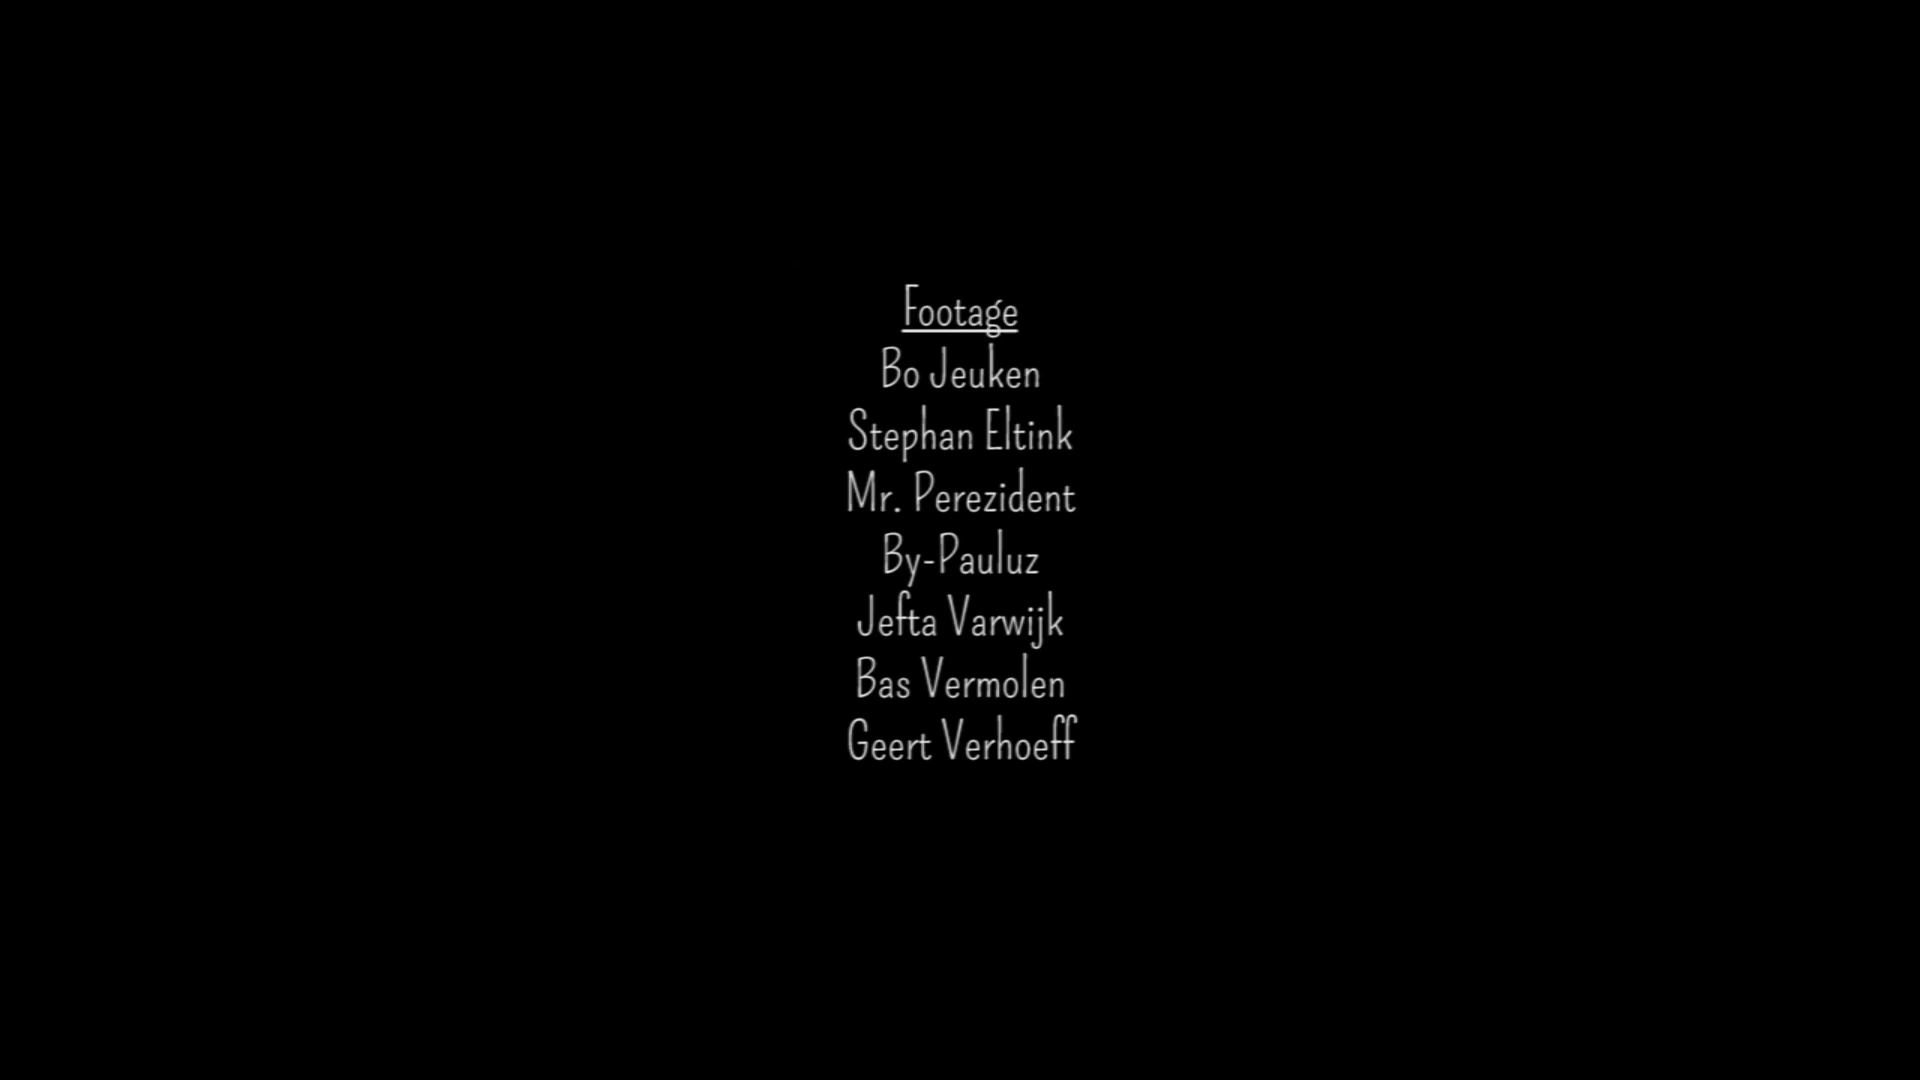 Footage
Bo Jeuken
Stephan Eltink
Mr. Perezident
By-Pauluz
Jefta Varwijk
Bas Vermolen
Geert Verhoeff